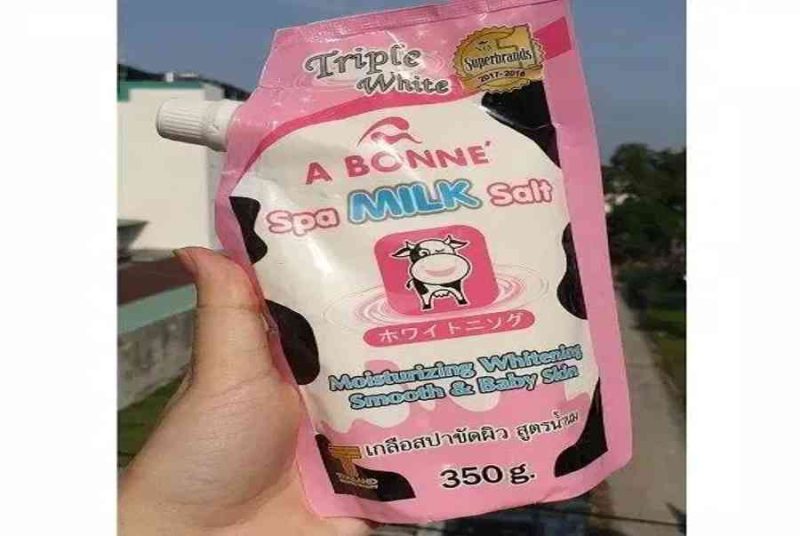 Triple
White
Superbrands
2017-2018
A BONNE'
Spa MILK Salt
ホワイトニソグ
Moisturizing Whitening
Smooth & Baby Skin
เกลือสปาขัดผิว สูตรน้ำนม
350 g.